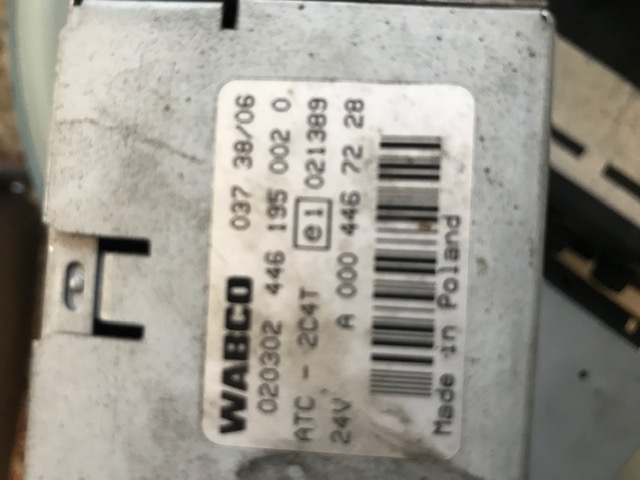 WABCO 037 38/06
020302 446 195 002 0
ATC - 2C4T e1 021389
24V A 000 446 72 28
Made in Poland